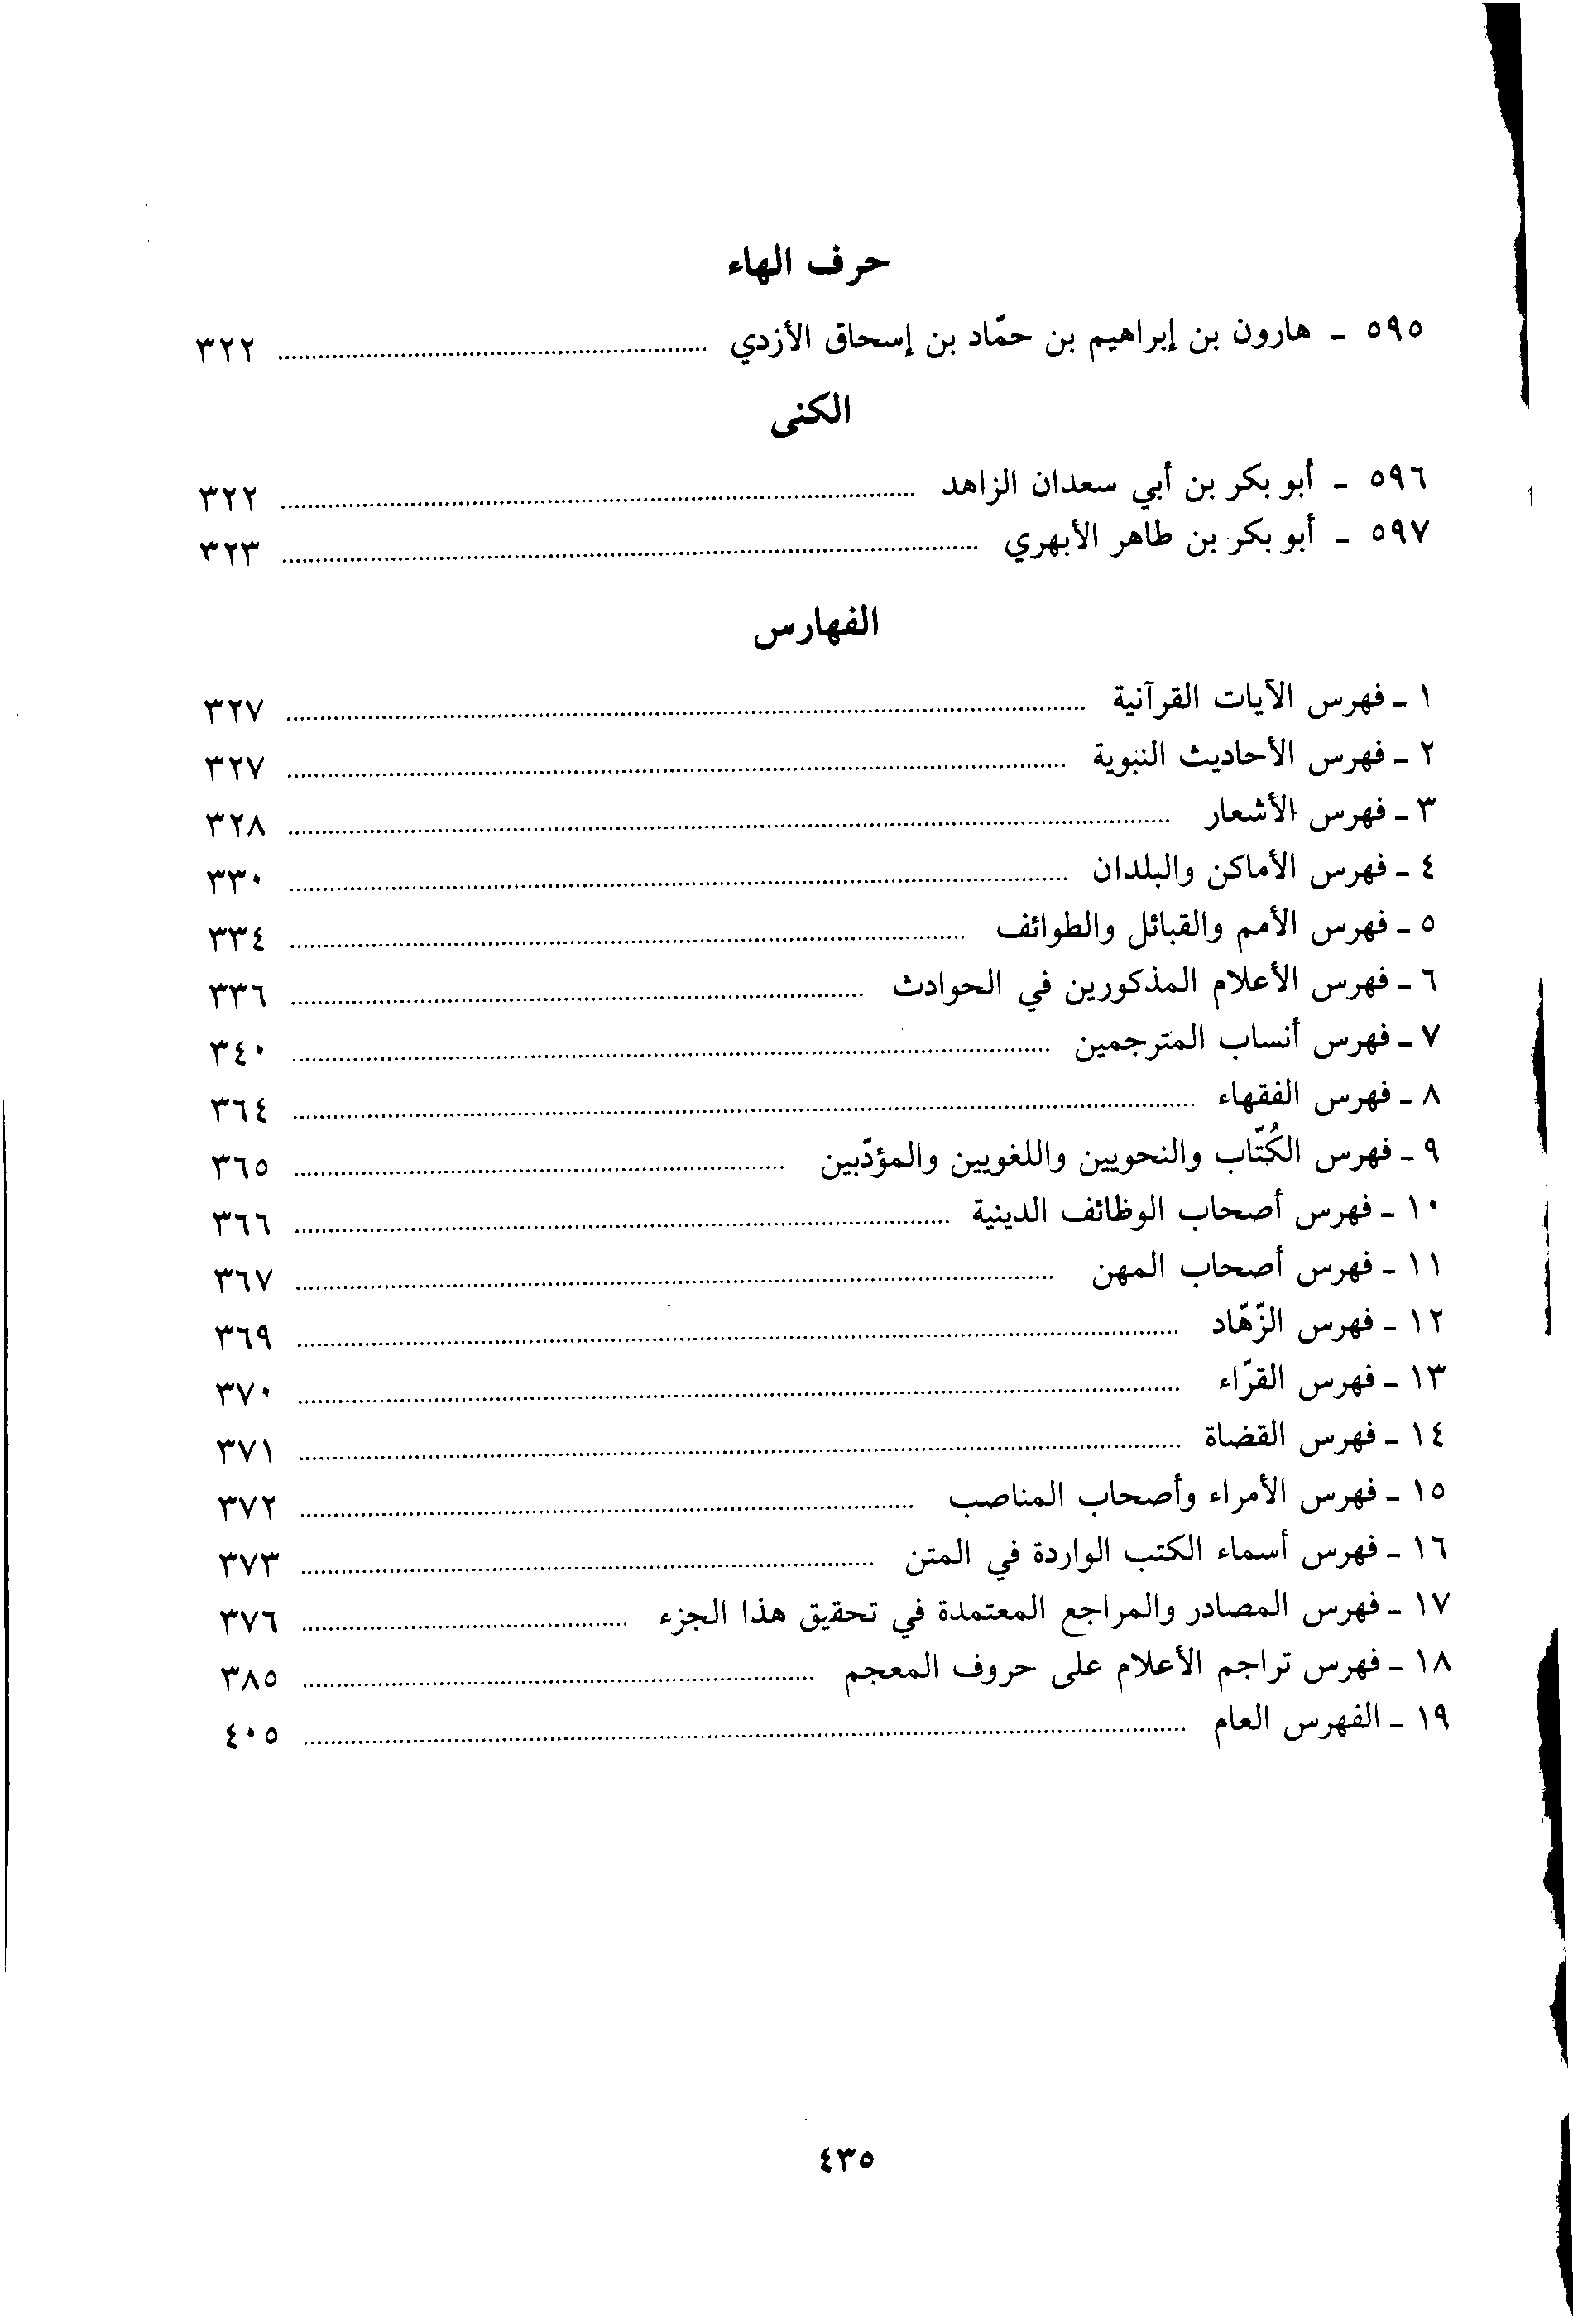 حرف الهاء
٥٩٥ ـ هارون بن إبراهيم بن حمّاد بن إسحاق الأزدي ........ ٣٢٢
الكنى
٥٩٦ ـ أبو بكر بن أبي سعدان الزاهد ........ ٣٢٢
٥٩٧ ـ أبو بكر بن طاهر الأبهري ........ ٣٢٣
الفهارس
١ ـ فهرس الآيات القرآنية ........ ٣٢٧
٢ ـ فهرس الأحاديث النبوية ........ ٣٢٧
٣ ـ فهرس الأشعار ........ ٣٢٨
٤ ـ فهرس الأماكن والبلدان ........ ٣٣٠
٥ ـ فهرس الأمم والقبائل والطوائف ........ ٣٣٤
٦ ـ فهرس الأعلام المذكورين في الحوادث ........ ٣٣٦
٧ ـ فهرس أنساب المترجمين ........ ٣٤٠
٨ ـ فهرس الفقهاء ........ ٣٦٤
٩ ـ فهرس الكُتّاب والنحويين واللغويين والمؤدّبين ........ ٣٦٥
١٠ ـ فهرس أصحاب الوظائف الدينية ........ ٣٦٦
١١ ـ فهرس أصحاب المهن ........ ٣٦٧
١٢ ـ فهرس الزّهّاد ........ ٣٦٩
١٣ ـ فهرس القرّاء ........ ٣٧٠
١٤ ـ فهرس القضاة ........ ٣٧١
١٥ ـ فهرس الأمراء وأصحاب المناصب ........ ٣٧٢
١٦ ـ فهرس أسماء الكتب الواردة في المتن ........ ٣٧٣
١٧ ـ فهرس المصادر والمراجع المعتمدة في تحقيق هذا الجزء ........ ٣٧٦
١٨ ـ فهرس تراجم الأعلام على حروف المعجم ........ ٣٨٥
١٩ ـ الفهرس العام ........ ٤٠٥
٤٣٥